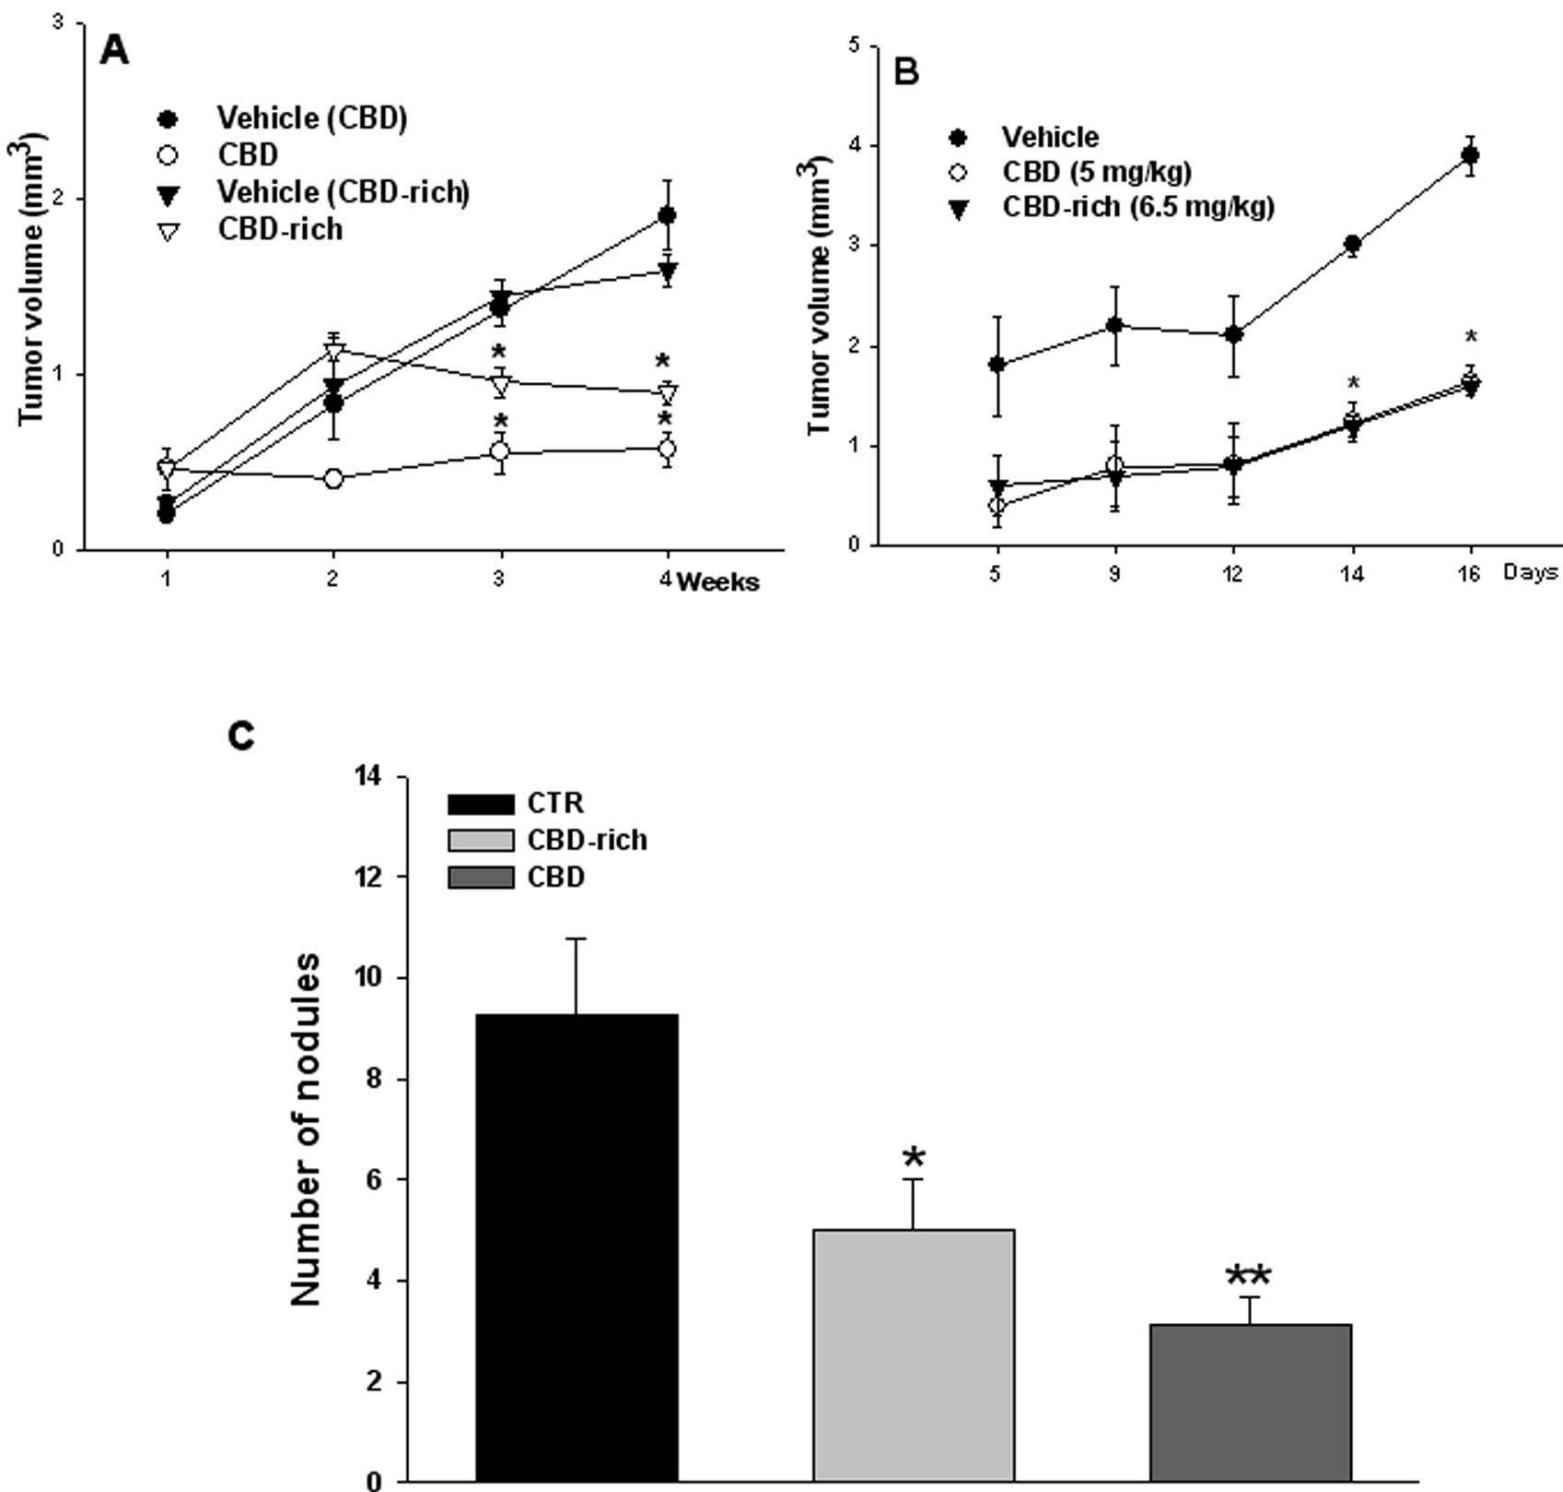 A
3
2
1
0
Tumor volume (mm3)
Vehicle (CBD)
CBD
Vehicle (CBD-rich)
CBD-rich
*
*
*
*
1 2 3 4 Weeks
B
5
4
3
2
1
0
Tumor volume (mm3)
Vehicle
CBD (5 mg/kg)
CBD-rich (6.5 mg/kg)
*
*
5 9 12 14 16 Days
C
14
12
10
8
6
4
2
0
Number of nodules
CTR
CBD-rich
CBD
*
**